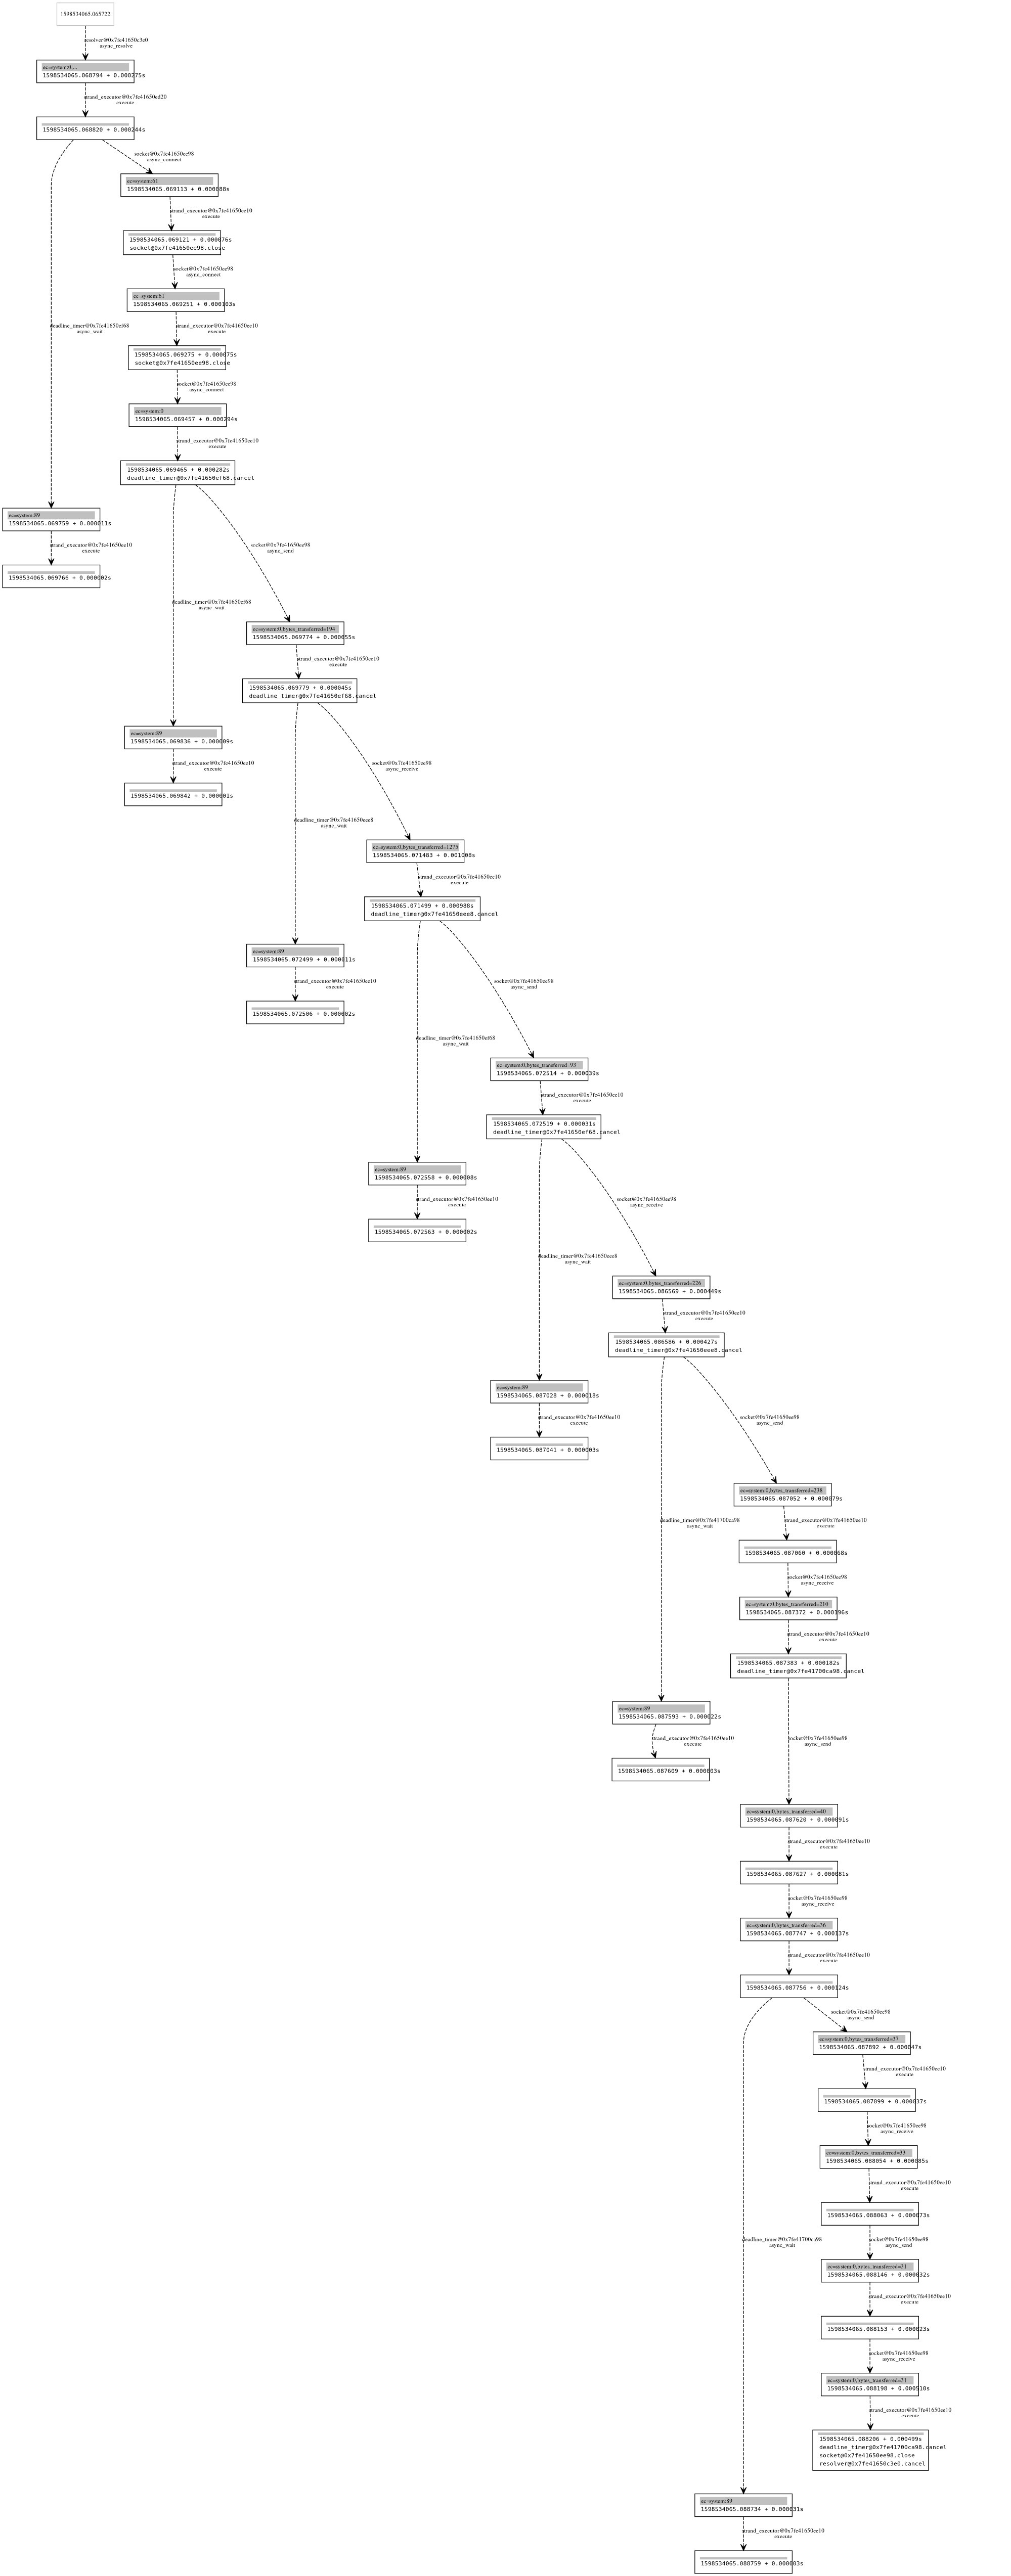 1598534065.065722
resolver@0x7fe41650c3e0
async_resolve
ec=system:0,...
1598534065.068794 + 0.000275s
strand_executor@0x7fe41650ed20
execute
1598534065.068820 + 0.000244s
socket@0x7fe41650ee98
async_connect
ec=system:61
1598534065.069113 + 0.000088s
strand_executor@0x7fe41650ee10
execute
1598534065.069121 + 0.000076s
socket@0x7fe41650ee98.close
socket@0x7fe41650ee98
async_connect
ec=system:61
1598534065.069251 + 0.000103s
deadline_timer@0x7fe41650ef68
async_wait
strand_executor@0x7fe41650ee10
execute
1598534065.069275 + 0.000075s
socket@0x7fe41650ee98.close
socket@0x7fe41650ee98
async_connect
ec=system:0
1598534065.069457 + 0.000294s
strand_executor@0x7fe41650ee10
execute
1598534065.069465 + 0.000282s
deadline_timer@0x7fe41650ef68.cancel
ec=system:89
1598534065.069759 + 0.000011s
strand_executor@0x7fe41650ee10
execute
socket@0x7fe41650ee98
async_send
1598534065.069766 + 0.000002s
deadline_timer@0x7fe41650ef68
async_wait
ec=system:0,bytes_transferred=194
1598534065.069774 + 0.000055s
strand_executor@0x7fe41650ee10
execute
1598534065.069779 + 0.000045s
deadline_timer@0x7fe41650ef68.cancel
ec=system:89
1598534065.069836 + 0.000009s
strand_executor@0x7fe41650ee10
execute
socket@0x7fe41650ee98
async_receive
1598534065.069842 + 0.000001s
deadline_timer@0x7fe41650eee8
async_wait
ec=system:0,bytes_transferred=1275
1598534065.071483 + 0.001008s
strand_executor@0x7fe41650ee10
execute
1598534065.071499 + 0.000988s
deadline_timer@0x7fe41650eee8.cancel
ec=system:89
1598534065.072499 + 0.000011s
strand_executor@0x7fe41650ee10
execute
socket@0x7fe41650ee98
async_send
1598534065.072506 + 0.000002s
deadline_timer@0x7fe41650ef68
async_wait
ec=system:0,bytes_transferred=93
1598534065.072514 + 0.000039s
strand_executor@0x7fe41650ee10
execute
1598534065.072519 + 0.000031s
deadline_timer@0x7fe41650ef68.cancel
ec=system:89
1598534065.072558 + 0.000008s
strand_executor@0x7fe41650ee10
execute
socket@0x7fe41650ee98
async_receive
1598534065.072563 + 0.000002s
deadline_timer@0x7fe41650eee8
async_wait
ec=system:0,bytes_transferred=226
1598534065.086569 + 0.000449s
strand_executor@0x7fe41650ee10
execute
1598534065.086586 + 0.000427s
deadline_timer@0x7fe41650eee8.cancel
ec=system:89
1598534065.087028 + 0.000018s
strand_executor@0x7fe41650ee10
execute
socket@0x7fe41650ee98
async_send
1598534065.087041 + 0.000003s
ec=system:0,bytes_transferred=238
1598534065.087052 + 0.000079s
deadline_timer@0x7fe41700ca98
async_wait
strand_executor@0x7fe41650ee10
execute
1598534065.087060 + 0.000068s
socket@0x7fe41650ee98
async_receive
ec=system:0,bytes_transferred=210
1598534065.087372 + 0.000196s
strand_executor@0x7fe41650ee10
execute
1598534065.087383 + 0.000182s
deadline_timer@0x7fe41700ca98.cancel
ec=system:89
1598534065.087593 + 0.000022s
strand_executor@0x7fe41650ee10
execute
socket@0x7fe41650ee98
async_send
1598534065.087609 + 0.000003s
ec=system:0,bytes_transferred=40
1598534065.087620 + 0.000091s
strand_executor@0x7fe41650ee10
execute
1598534065.087627 + 0.000081s
socket@0x7fe41650ee98
async_receive
ec=system:0,bytes_transferred=36
1598534065.087747 + 0.000137s
strand_executor@0x7fe41650ee10
execute
1598534065.087756 + 0.000124s
socket@0x7fe41650ee98
async_send
ec=system:0,bytes_transferred=37
1598534065.087892 + 0.000047s
strand_executor@0x7fe41650ee10
execute
1598534065.087899 + 0.000037s
socket@0x7fe41650ee98
async_receive
ec=system:0,bytes_transferred=33
1598534065.088054 + 0.000085s
strand_executor@0x7fe41650ee10
execute
1598534065.088063 + 0.000073s
deadline_timer@0x7fe41700ca98
async_wait
socket@0x7fe41650ee98
async_send
ec=system:0,bytes_transferred=31
1598534065.088146 + 0.000032s
strand_executor@0x7fe41650ee10
execute
1598534065.088153 + 0.000023s
socket@0x7fe41650ee98
async_receive
ec=system:0,bytes_transferred=31
1598534065.088198 + 0.000510s
strand_executor@0x7fe41650ee10
execute
1598534065.088206 + 0.000499s
deadline_timer@0x7fe41700ca98.cancel
socket@0x7fe41650ee98.close
resolver@0x7fe41650c3e0.cancel
ec=system:89
1598534065.088734 + 0.000031s
strand_executor@0x7fe41650ee10
execute
1598534065.088759 + 0.000003s